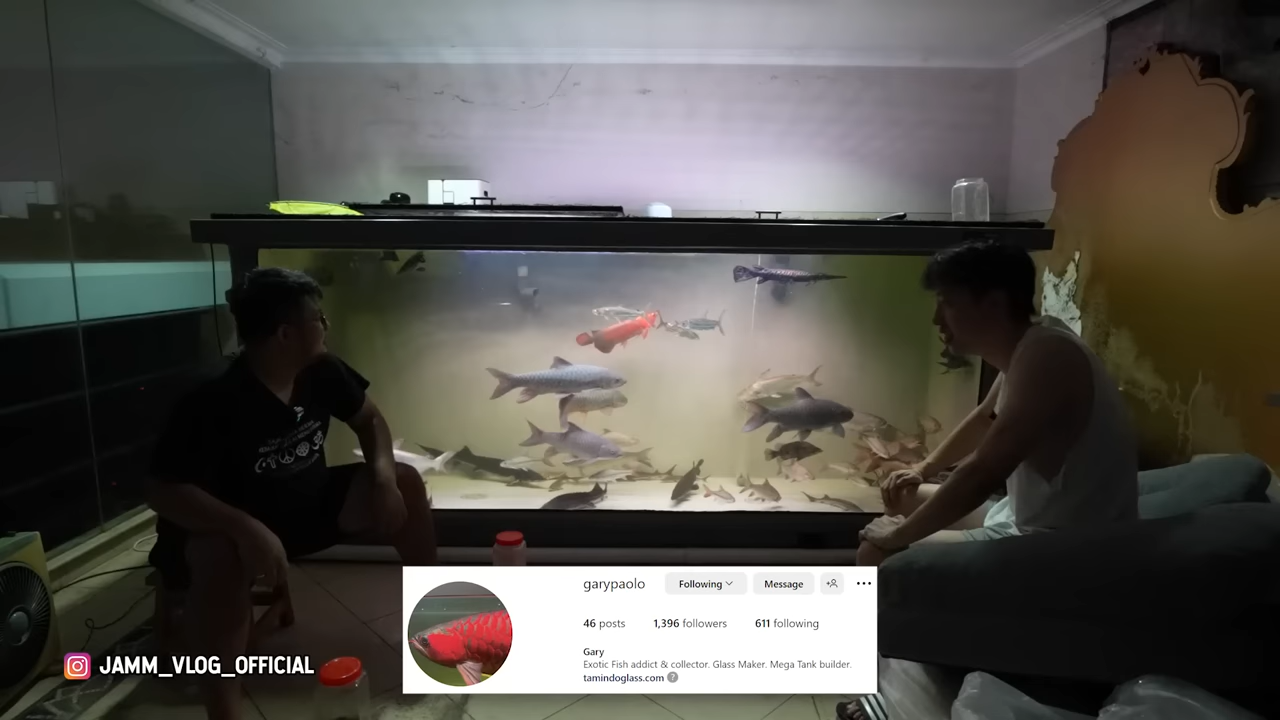 garypaolo Following Message
46 posts 1,396 followers 611 following
Gary
Exotic Fish addict & collector. Glass Maker. Mega Tank builder.
tamindoglass.com ?
JAMM_VLOG_OFFICIAL